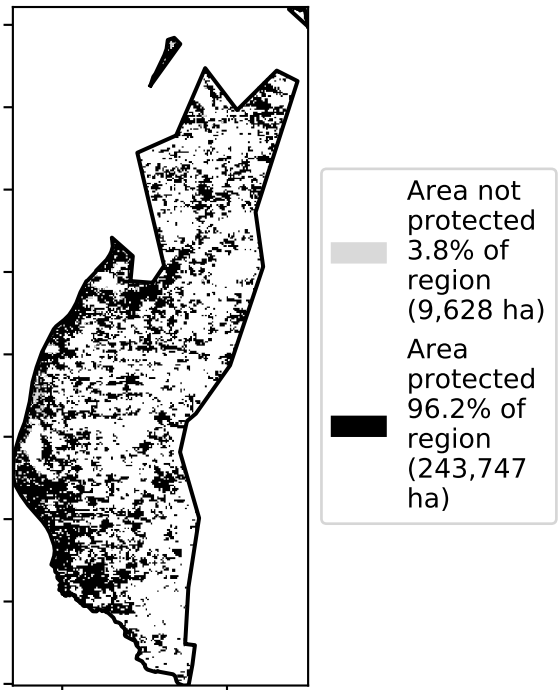 Area not
protected
3.8% of
region
(9,628 ha)
Area
protected
96.2% of
region
(243,747
ha)